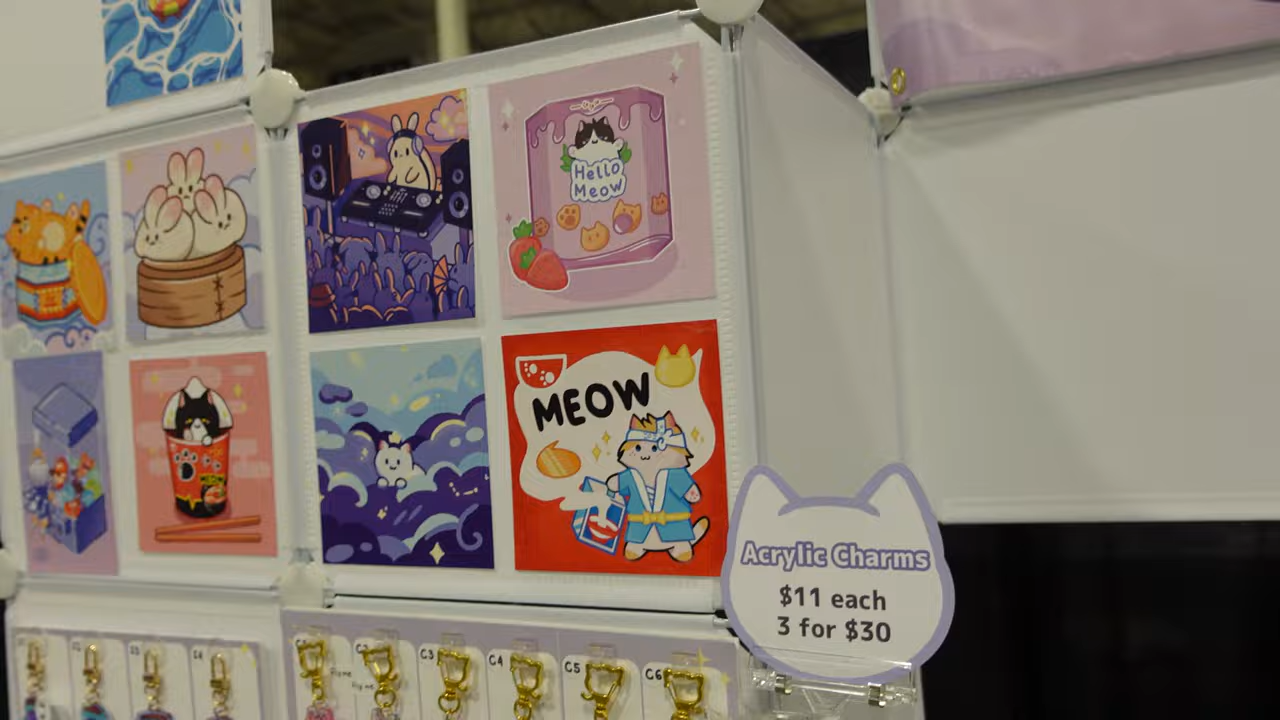 Hello
Meow
MEOW
Acrylic Charms
$11 each
3 for $30
C3
C4
C5
C6